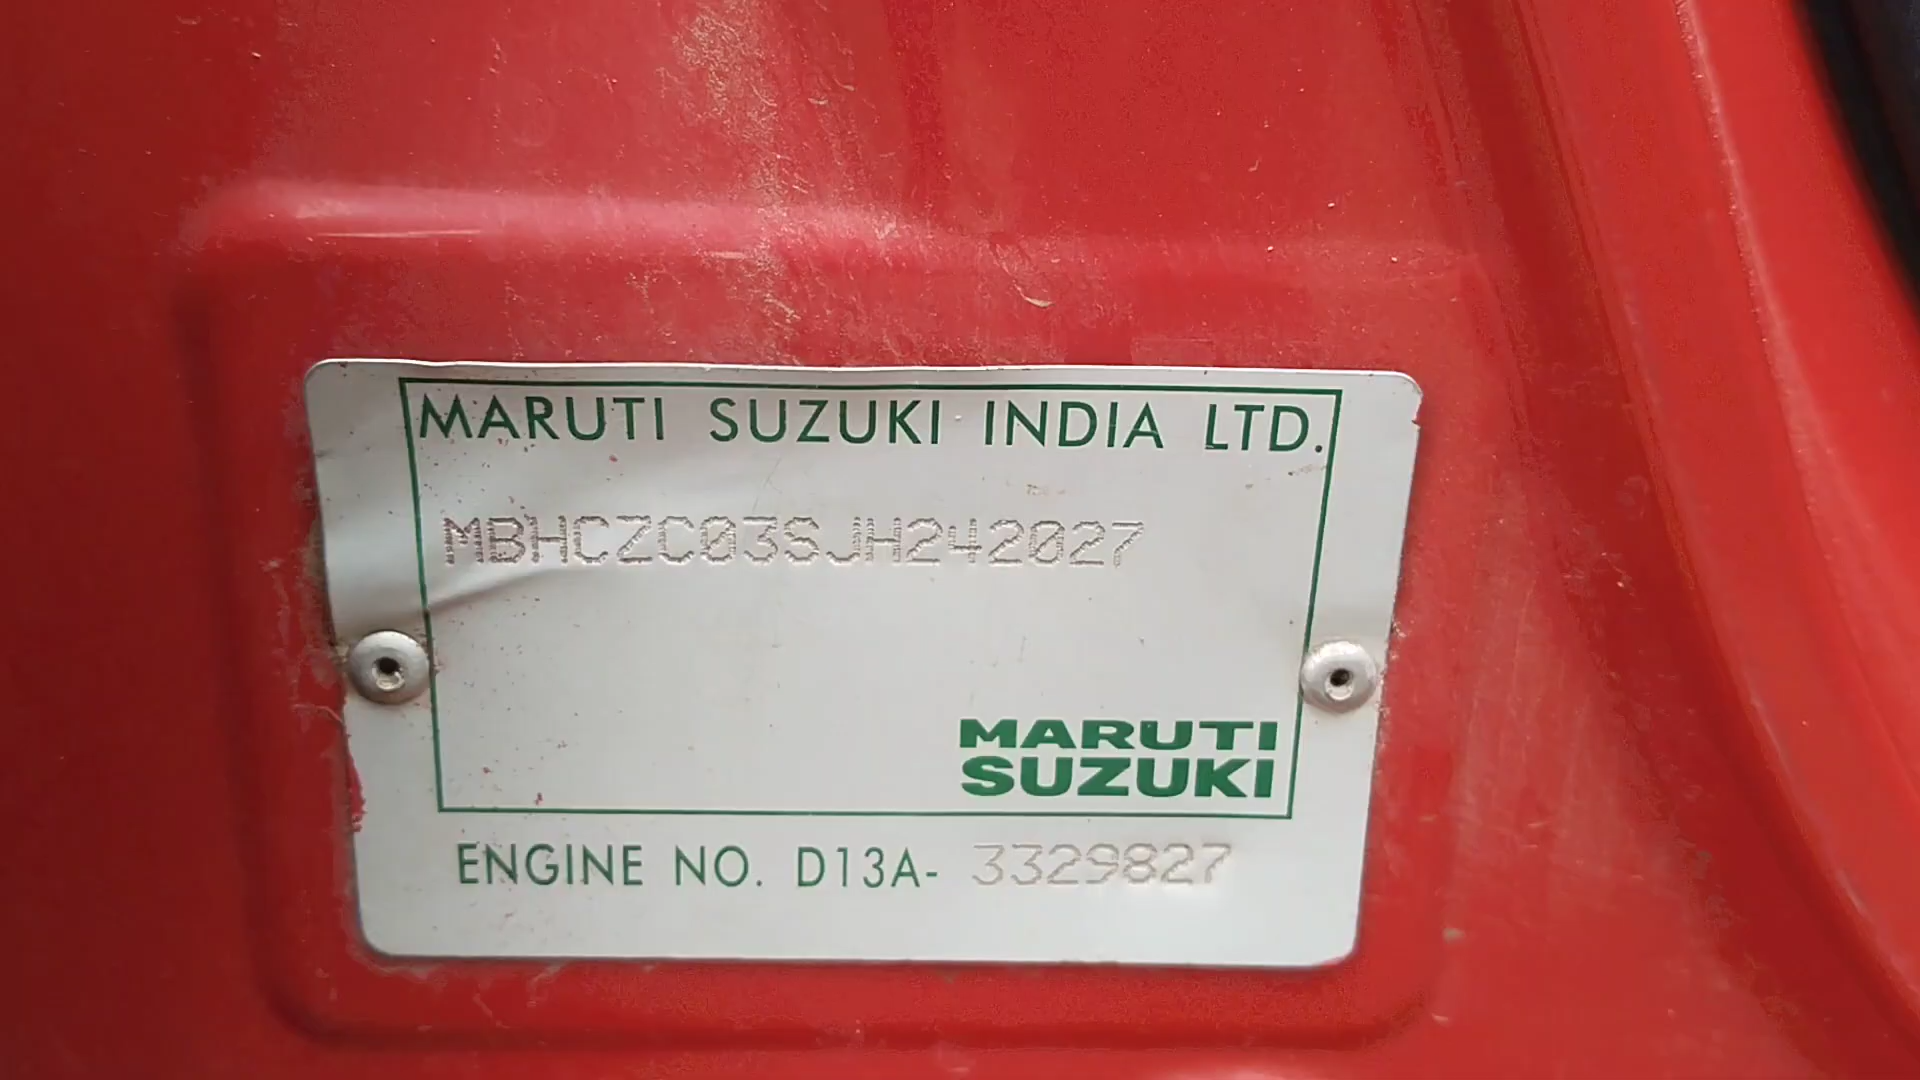 MARUTI SUZUKI INDIA LTD.
MBHCZC03SJH242027
MARUTI
SUZUKI
ENGINE NO. D13A- 3329827